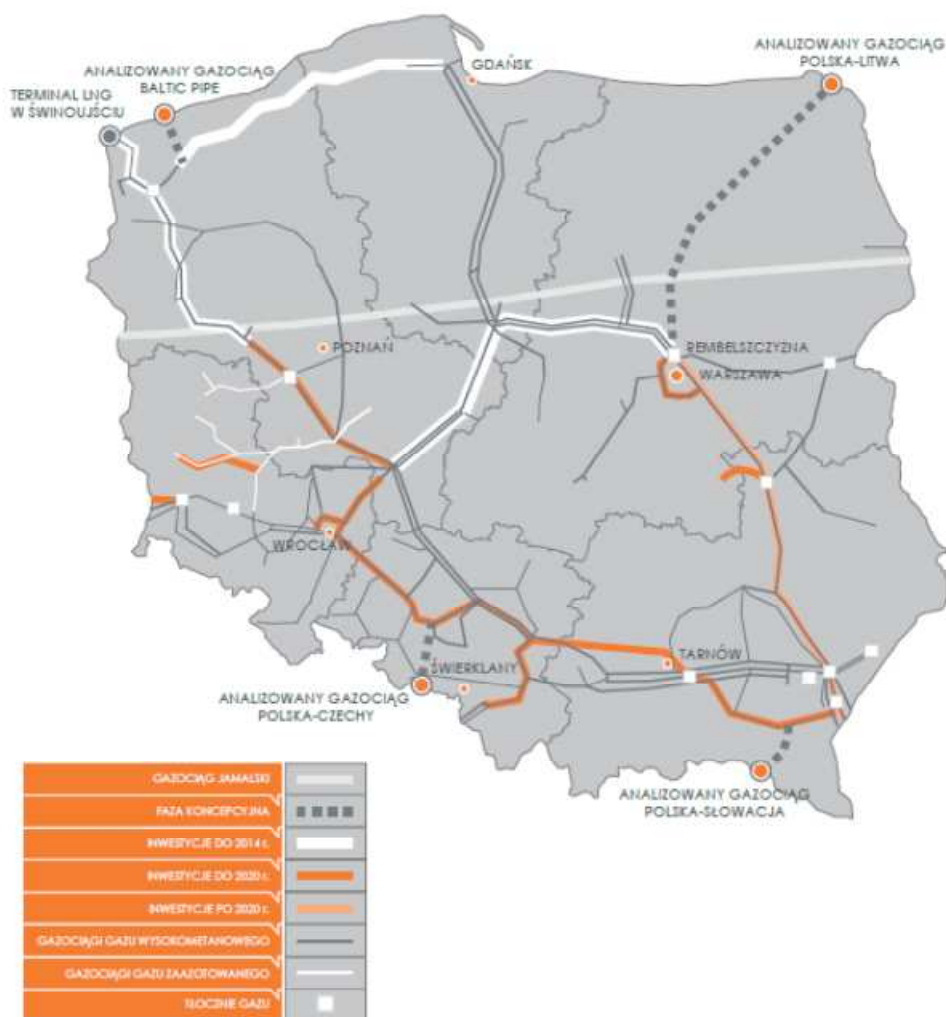 GDAŃSK
ANALIZOWANY GAZOCIĄG
POLSKA-LITWA
ANALIZOWANY GAZOCIĄG
BALTIC PIPE
TERMINAL LNG
W ŚWINOUJŚCIU
POZNAŃ
REMBELSZCZYZNA
WARSZAWA
WROCŁAW
ŚWIERKLANY
TARNÓW
ANALIZOWANY GAZOCIĄG
POLSKA-CZECHY
ANALIZOWANY GAZOCIĄG
POLSKA-SŁOWACJA
GAZOCIĄG JAMALSKI
FAZA KONCEPCYJNA
INWESTYCJE DO 2014 r.
INWESTYCJE DO 2020 r.
INWESTYCJE PO 2020 r.
GAZOCIĄGI GAZU WYSOKOMETANOWEGO
GAZOCIĄGI GAZU ZAAZOTOWANEGO
TŁOCZNIE GAZU